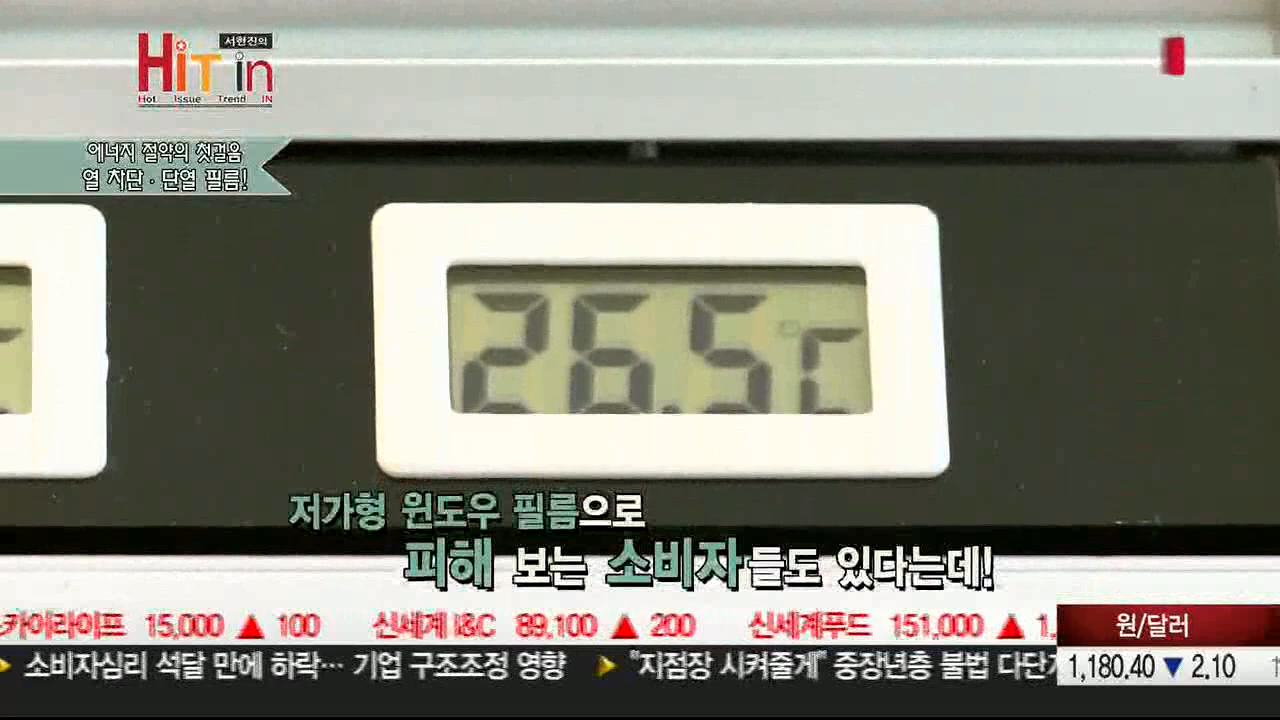 서현진의
HiT in
Hot Issue Trend IN
에너지 절약의 첫걸음
열 차단·단열 필름!
26.5℃
저가형 윈도우 필름으로
피해 보는 소비자들도 있다는데!
카이라이프 15,000 ▲ 100 신세계 I&C 89,100 ▲ 200 신세계푸드 151,000 ▲ 1,
원/달러
소비자심리 석달 만에 하락… 기업 구조조정 영향 "지점장 시켜줄게" 중장년층 불법 다단
1,180.40 ▼ 2.10